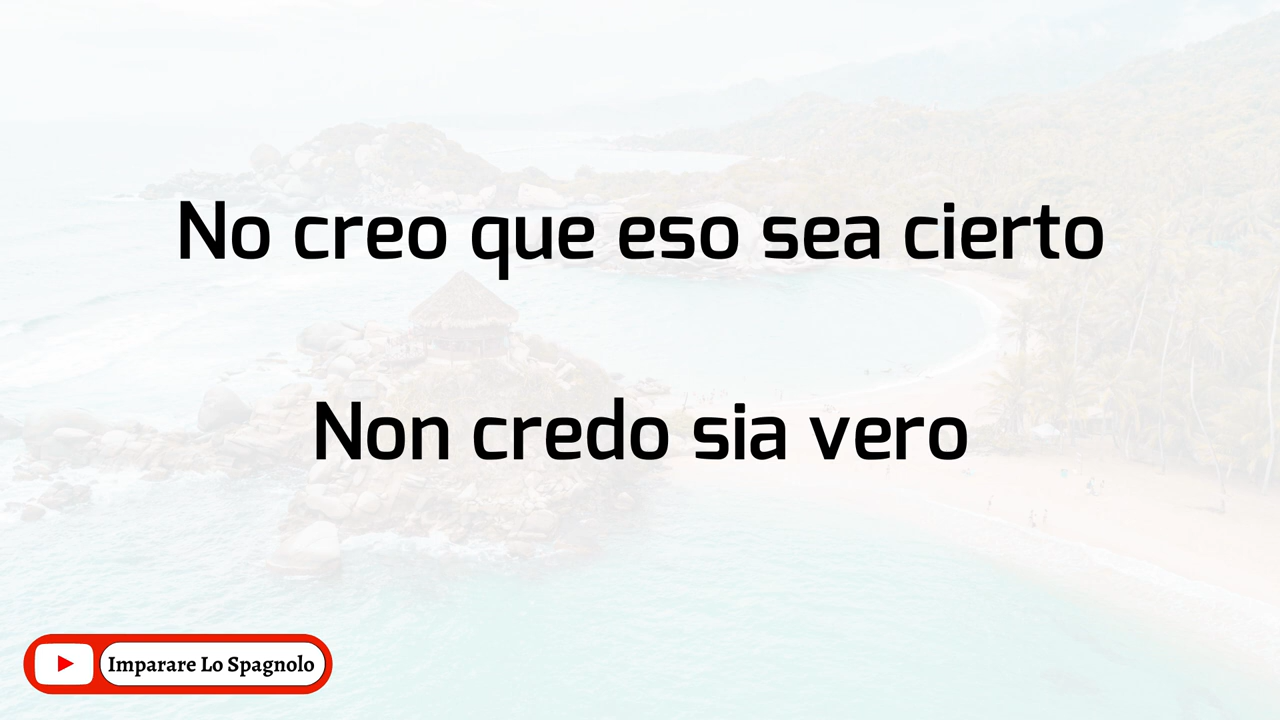 No creo que eso sea cierto
Non credo sia vero
Imparare Lo Spagnolo